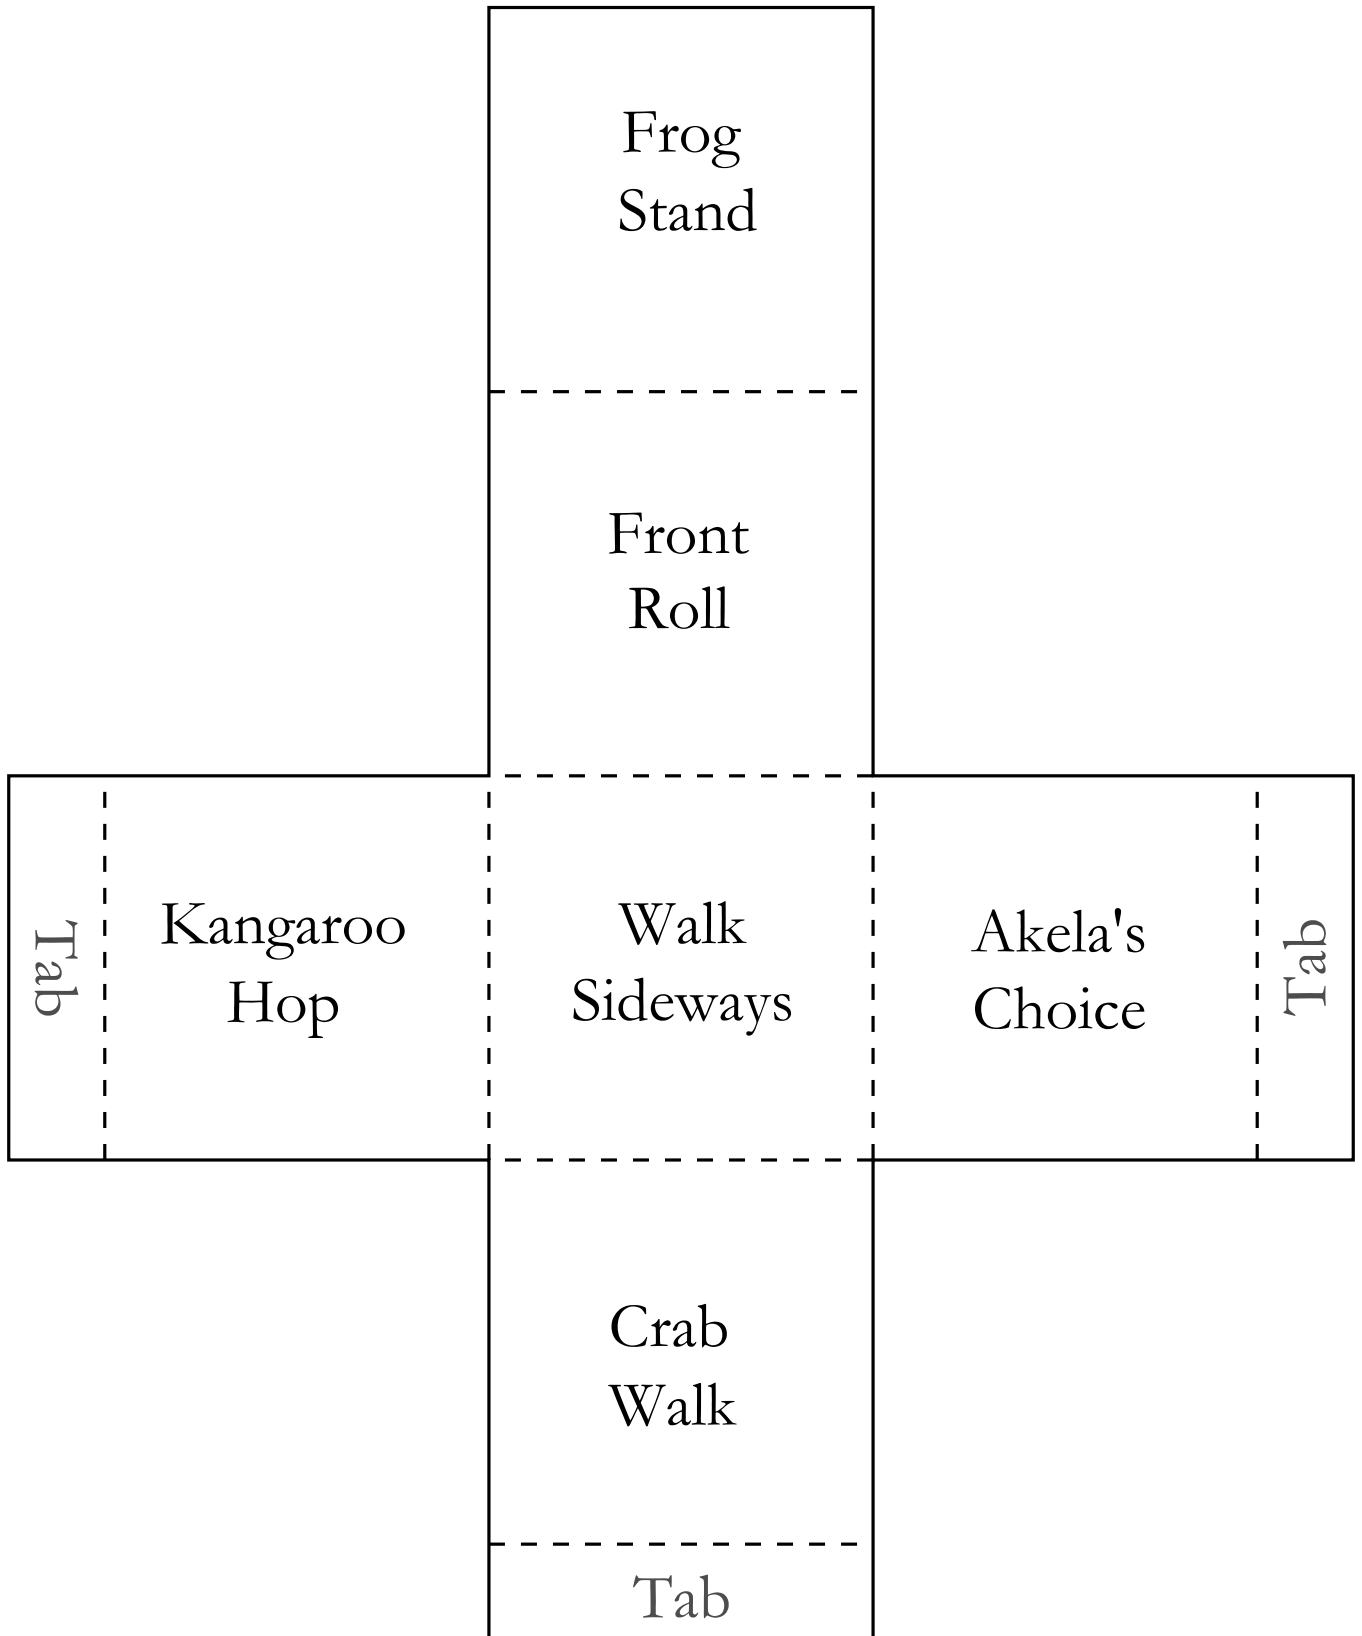 Frog
Stand
Front
Roll
Tab
Kangaroo
Hop
Walk
Sideways
Akela's
Choice
Tab
Crab
Walk
Tab